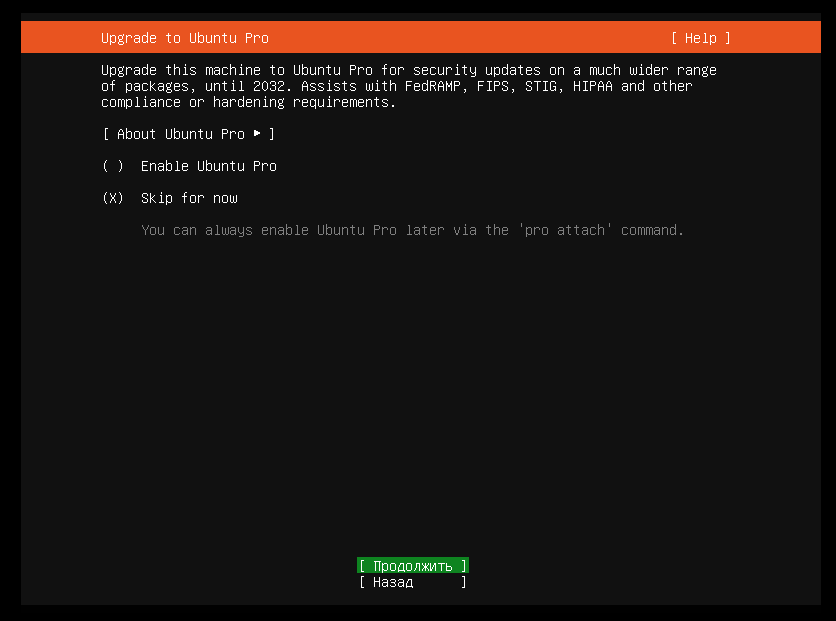 Upgrade to Ubuntu Pro [ Help ]
Upgrade this machine to Ubuntu Pro for security updates on a much wider range
of packages, until 2032. Assists with FedRAMP, FIPS, STIG, HIPAA and other
compliance or hardening requirements.
[ About Ubuntu Pro ▸ ]
( ) Enable Ubuntu Pro
(X) Skip for now
You can always enable Ubuntu Pro later via the 'pro attach' command.
[ Продолжить ]
[ Назад ]